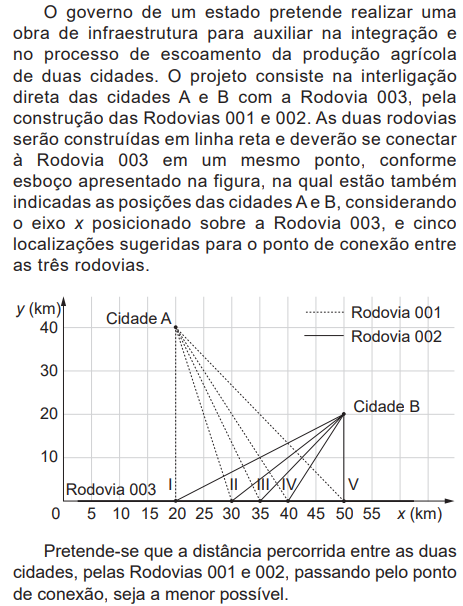 O governo de um estado pretende realizar uma
obra de infraestrutura para auxiliar na integração e
no processo de escoamento da produção agrícola
de duas cidades. O projeto consiste na interligação
direta das cidades A e B com a Rodovia 003, pela
construção das Rodovias 001 e 002. As duas rodovias
serão construídas em linha reta e deverão se conectar
à Rodovia 003 em um mesmo ponto, conforme
esboço apresentado na figura, na qual estão também
indicadas as posições das cidades A e B, considerando
o eixo x posicionado sobre a Rodovia 003, e cinco
localizações sugeridas para o ponto de conexão entre
as três rodovias.
y (km)
Cidade A
Rodovia 001
40
Rodovia 002
30
20
Cidade B
10
Rodovia 003 I II III IV V
0 5 10 15 20 25 30 35 40 45 50 55 x (km)
Pretende-se que a distância percorrida entre as duas
cidades, pelas Rodovias 001 e 002, passando pelo ponto
de conexão, seja a menor possível.